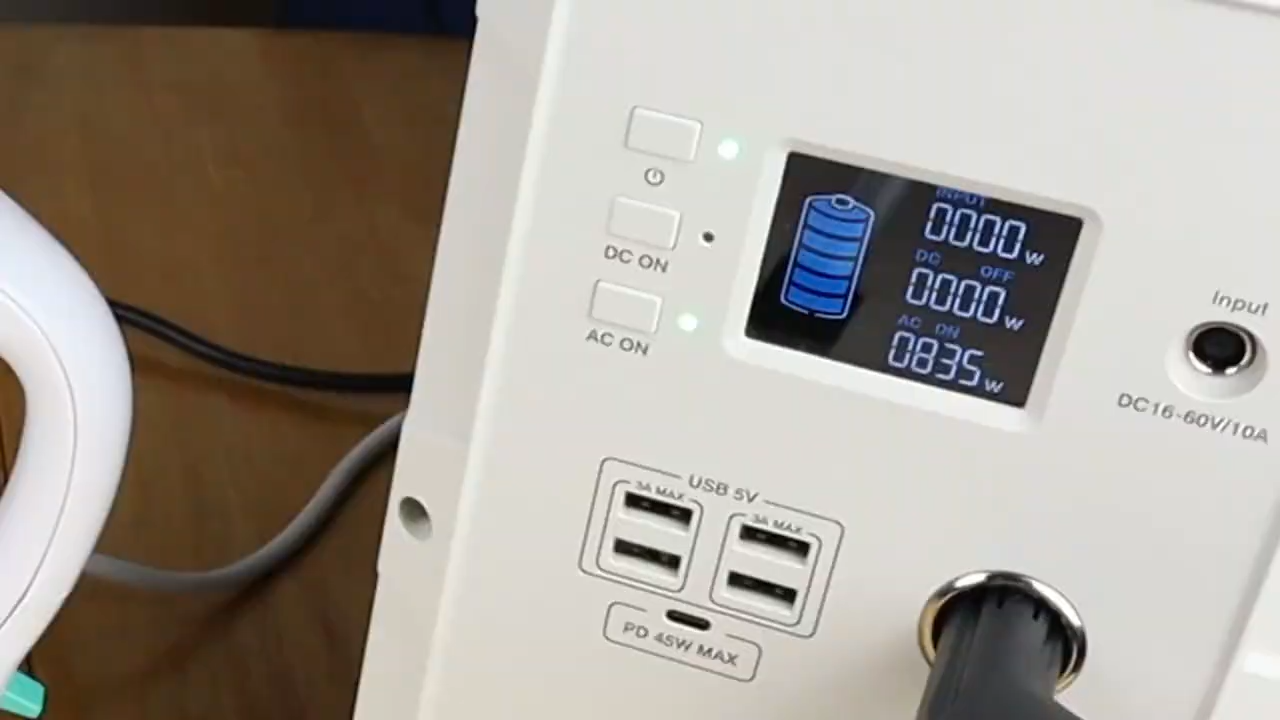 INPUT
0000W
DC OFF
0000W
AC ON
0835W
DC ON
AC ON
Input
DC16-60V/10A
USB 5V
3A MAX
3A MAX
PD 45W MAX